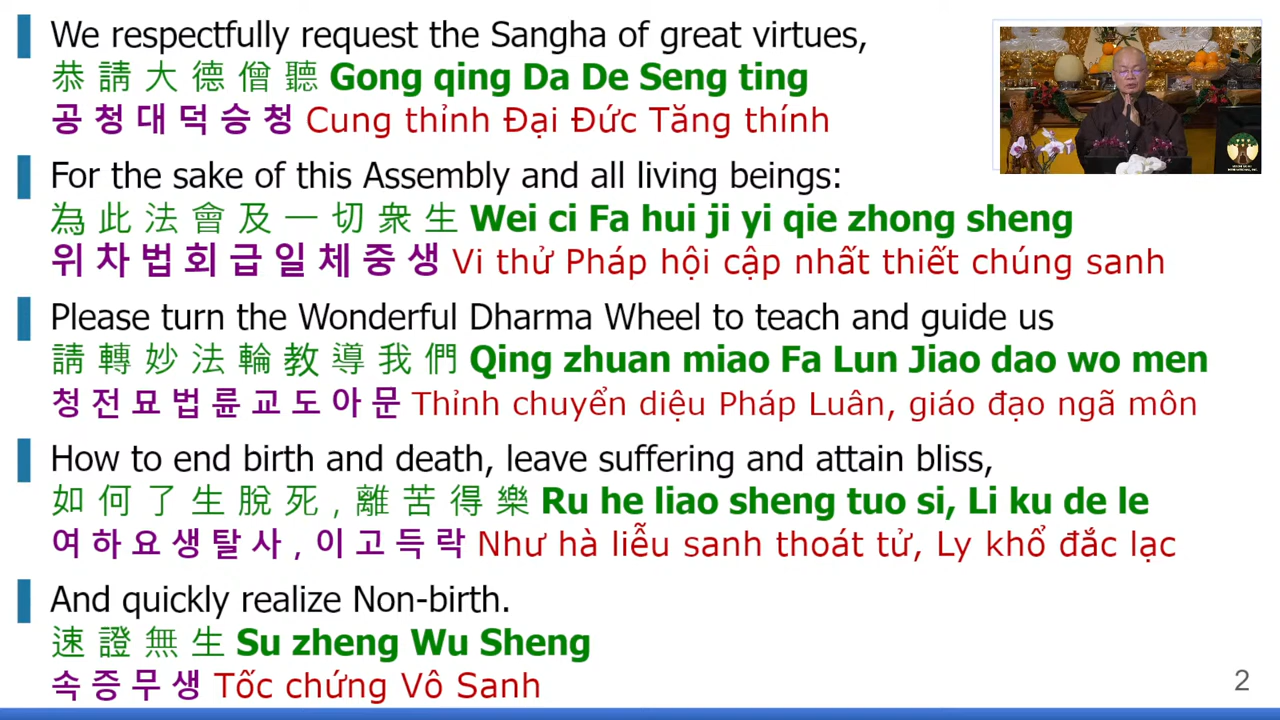 We respectfully request the Sangha of great virtues,
恭 請 大 德 僧 聽 Gong qing Da De Seng ting
공 청 대 덕 승 청 Cung thỉnh Đại Đức Tăng thính
For the sake of this Assembly and all living beings:
為 此 法 會 及 一 切 衆 生 Wei ci Fa hui ji yi qie zhong sheng
위 차 법 회 급 일 체 중 생 Vi thử Pháp hội cập nhất thiết chúng sanh
Please turn the Wonderful Dharma Wheel to teach and guide us
請 轉 妙 法 輪 教 導 我 們 Qing zhuan miao Fa Lun Jiao dao wo men
청 전 묘 법 륜 교 도 아 문 Thỉnh chuyển diệu Pháp Luân, giáo đạo ngã môn
How to end birth and death, leave suffering and attain bliss,
如 何 了 生 脫 死 , 離 苦 得 樂 Ru he liao sheng tuo si, Li ku de le
여 하 요 생 탈 사 , 이 고 득 락 Như hà liễu sanh thoát tử, Ly khổ đắc lạc
And quickly realize Non-birth.
速 證 無 生 Su zheng Wu Sheng
속 증 무 생 Tốc chứng Vô Sanh
2